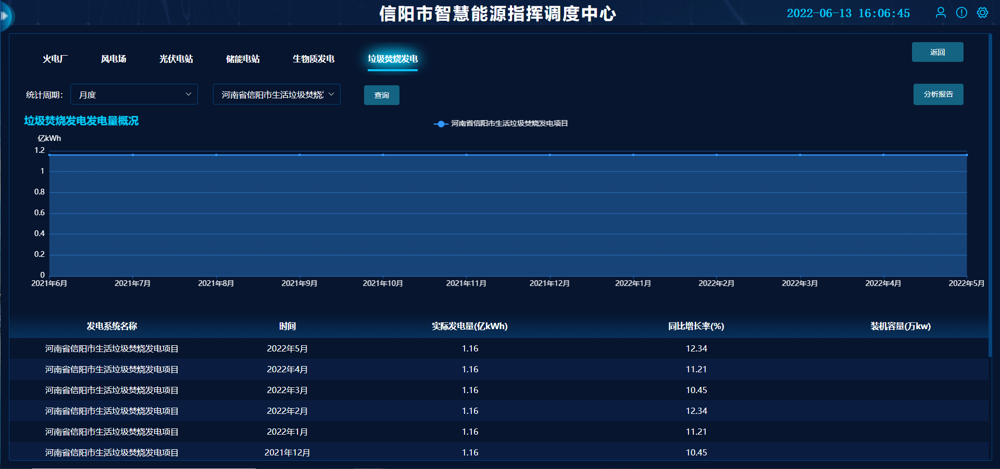 信阳市智慧能源指挥调度中心
2022-06-13 16:06:45
火电厂 风电场 光伏电站 储能电站 生物质发电 垃圾焚烧发电 返回
统计周期: 月度 河南省信阳市生活垃圾焚烧 查询 分析报告
垃圾焚烧发电发电量概况
河南省信阳市生活垃圾焚烧发电项目
亿kWh
1.2
1
0.8
0.6
0.4
0.2
0
2021年6月 2021年7月 2021年8月 2021年9月 2021年10月 2021年11月 2021年12月 2022年1月 2022年2月 2022年3月 2022年4月 2022年5月
发电系统名称 时间 实际发电量(亿kWh) 同比增长率(%) 装机容量(万kw)
河南省信阳市生活垃圾焚烧发电项目 2022年5月 1.16 12.34
河南省信阳市生活垃圾焚烧发电项目 2022年4月 1.16 11.21
河南省信阳市生活垃圾焚烧发电项目 2022年3月 1.16 10.45
河南省信阳市生活垃圾焚烧发电项目 2022年2月 1.16 12.34
河南省信阳市生活垃圾焚烧发电项目 2022年1月 1.16 11.21
河南省信阳市生活垃圾焚烧发电项目 2021年12月 1.16 10.45